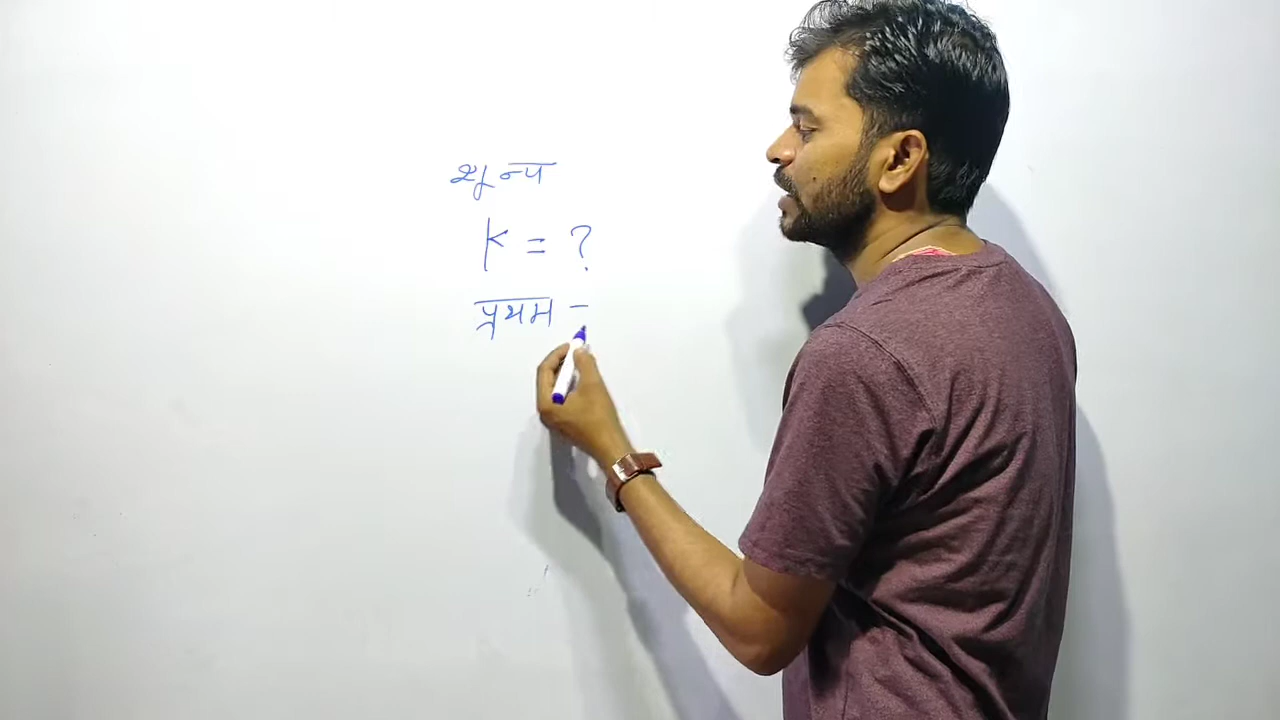 शून्य
K = ?
प्रथम -